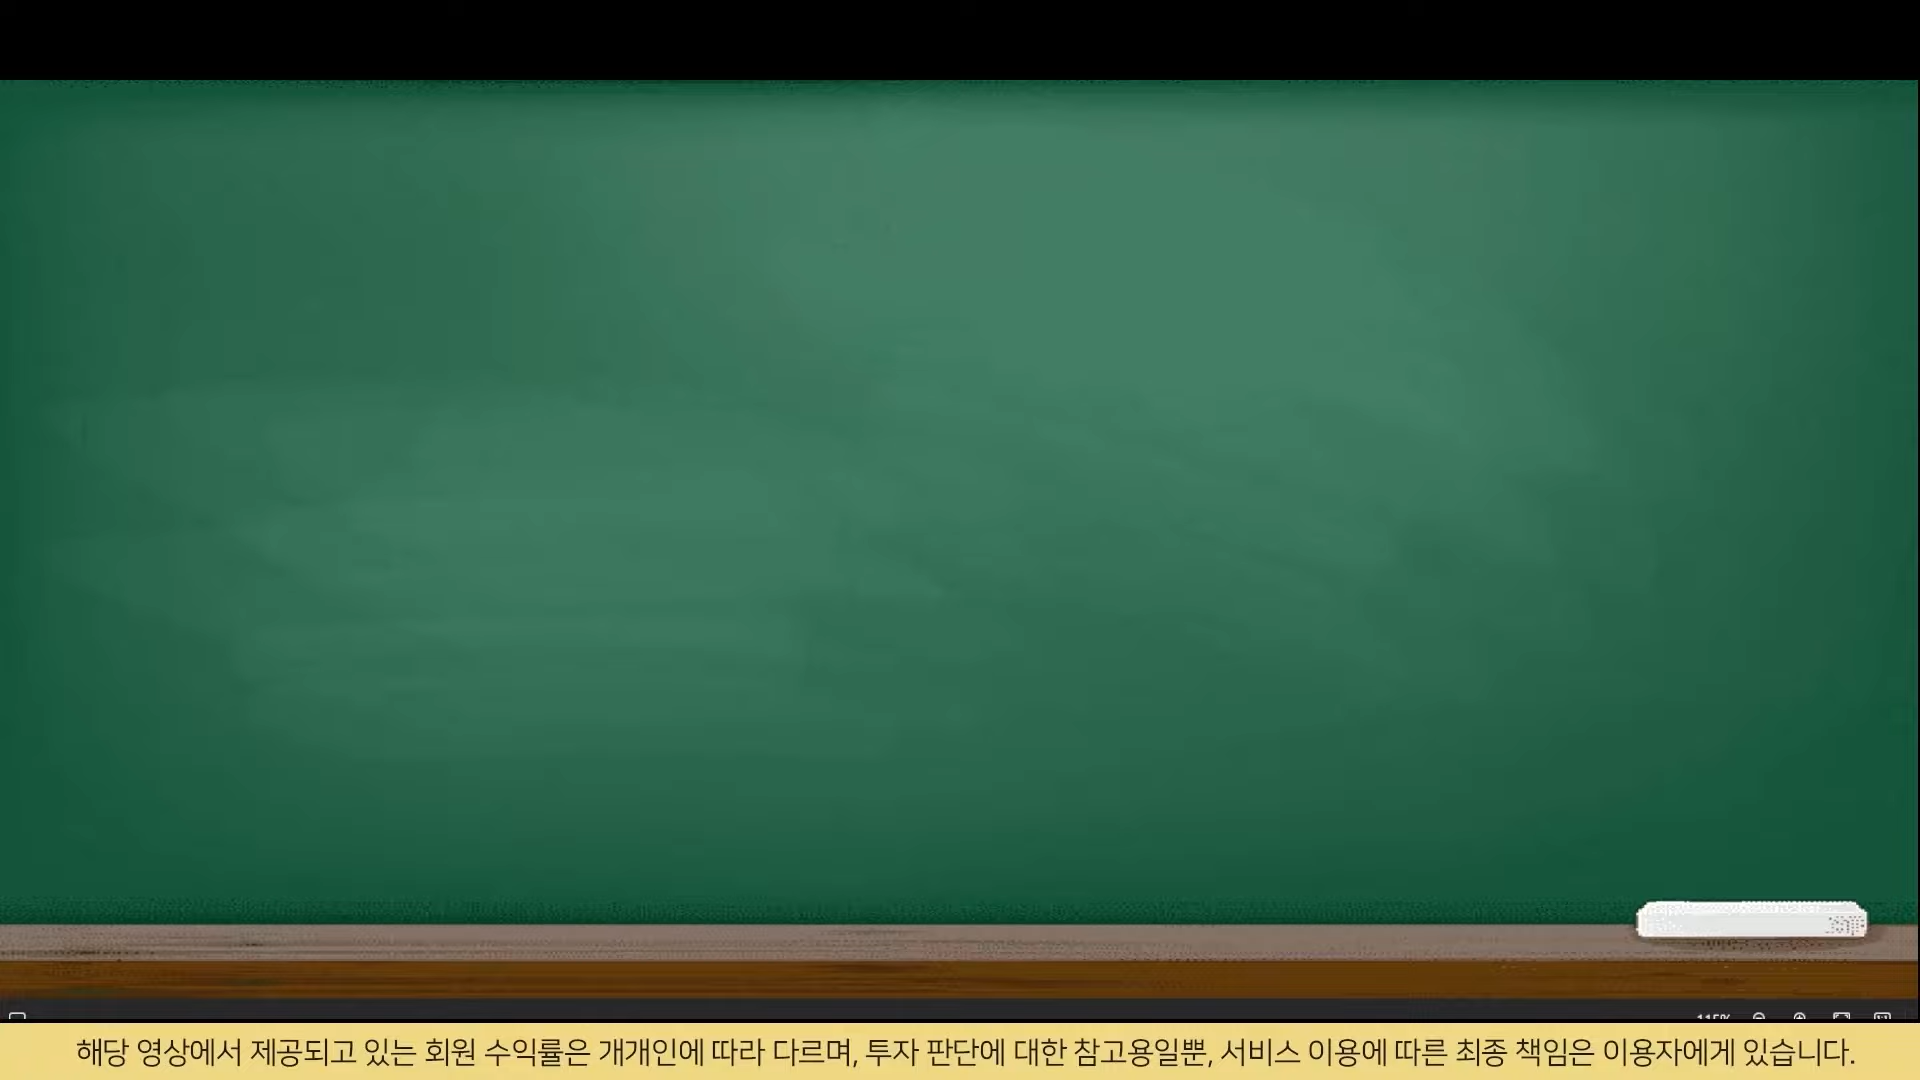 해당 영상에서 제공되고 있는 회원 수익률은 개개인에 따라 다르며, 투자 판단에 대한 참고용일뿐, 서비스 이용에 따른 최종 책임은 이용자에게 있습니다.